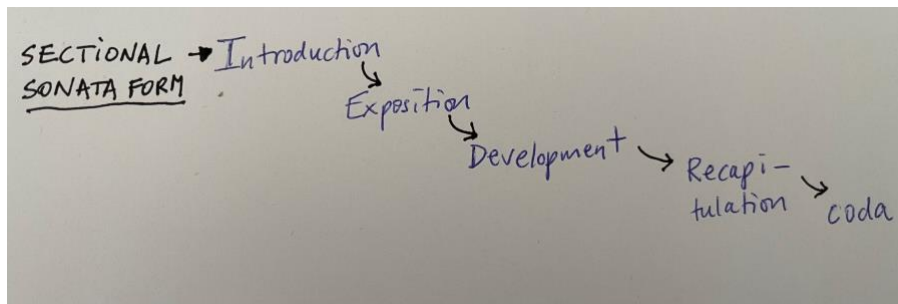 SECTIONAL → Introduction
SONATA FORM
Exposition
Development
Recapi-
tulation
coda